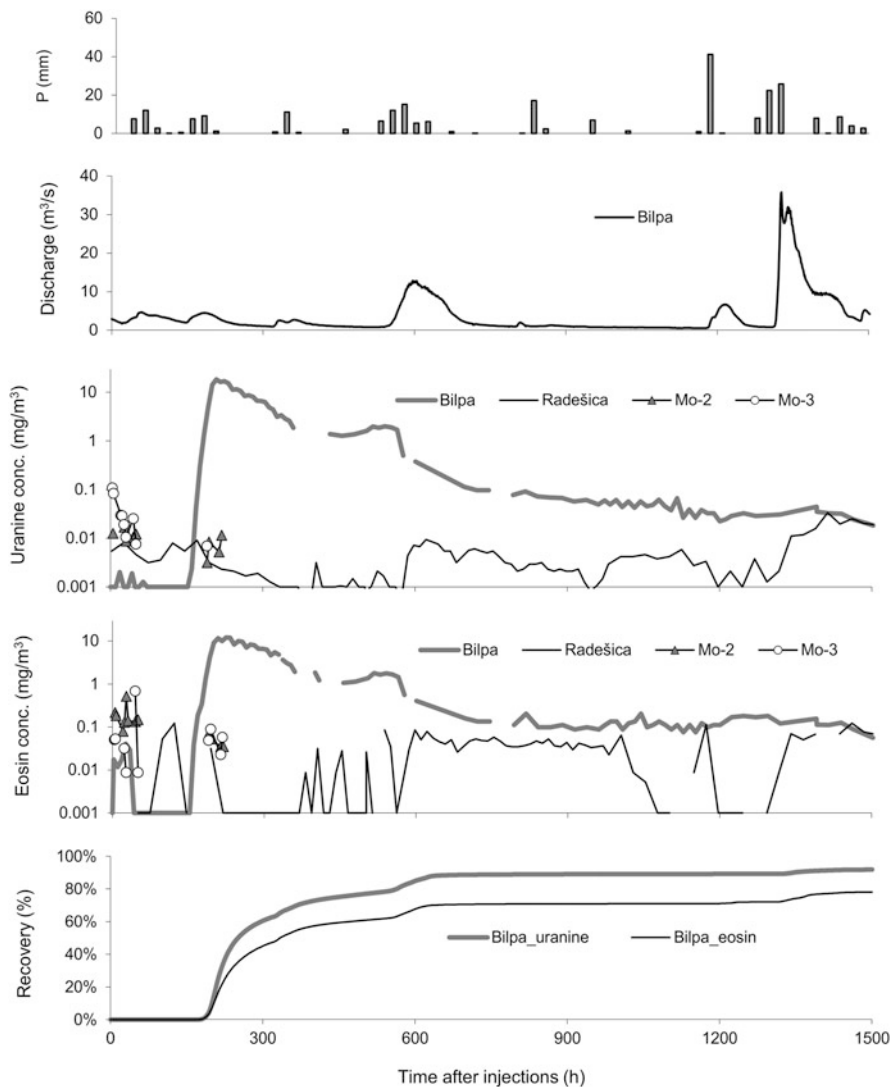 60
40
20
0
P (mm)
40
30
20
10
0
Discharge (m³/s)
Bilpa
10
1
0.1
0.01
0.001
Uranine conc. (mg/m³)
Bilpa Radešica Mo-2 Mo-3
10
1
0.1
0.01
0.001
Eosin conc. (mg/m³)
Bilpa Radešica Mo-2 Mo-3
100%
80%
60%
40%
20%
0%
Recovery (%)
Bilpa_uranine Bilpa_eosin
0 300 600 900 1200 1500
Time after injections (h)